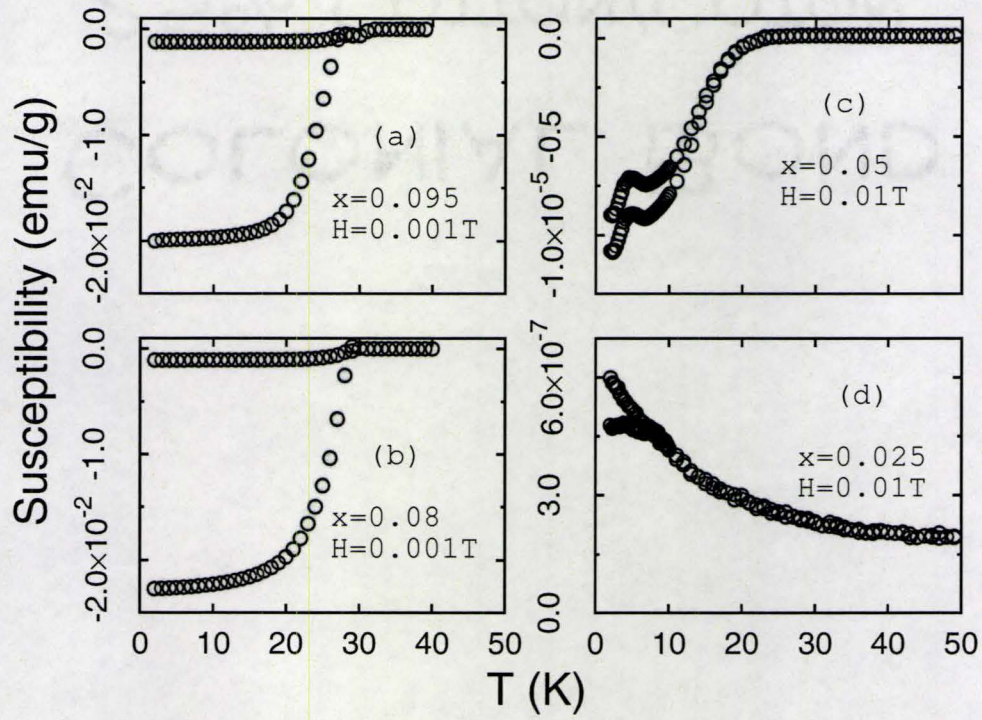 Susceptibility (emu/g)
0.0
-1.0
-2.0×10⁻²
(a)
x=0.095
H=0.001T
0.0
-0.5
-1.0×10⁻⁵
(c)
x=0.05
H=0.01T
0.0
-1.0
-2.0×10⁻²
(b)
x=0.08
H=0.001T
6.0×10⁻⁷
3.0
0.0
(d)
x=0.025
H=0.01T
0 10 20 30 40 50
0 10 20 30 40 50
T (K)
COLONIAL BOND